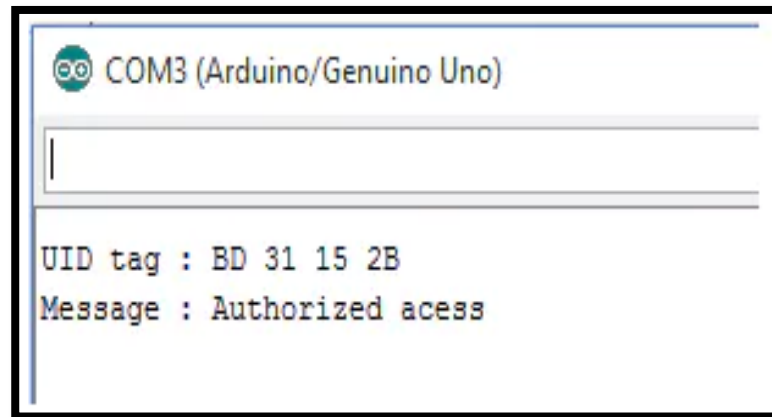 COM3 (Arduino/Genuino Uno)
UID tag : BD 31 15 2B
Message : Authorized acess